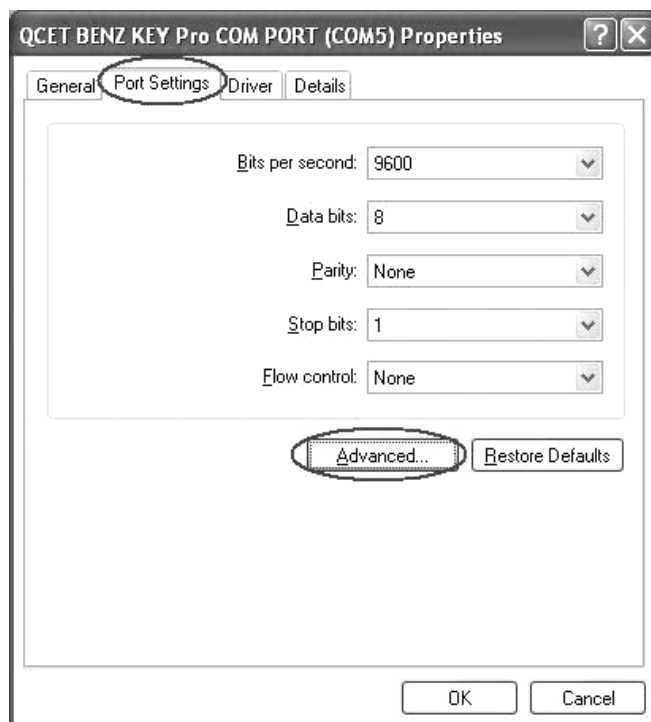 QCET BENZ KEY Pro COM PORT (COM5) Properties
General Port Settings Driver Details
Bits per second: 9600
Data bits: 8
Parity: None
Stop bits: 1
Flow control: None
Advanced... Restore Defaults
OK Cancel